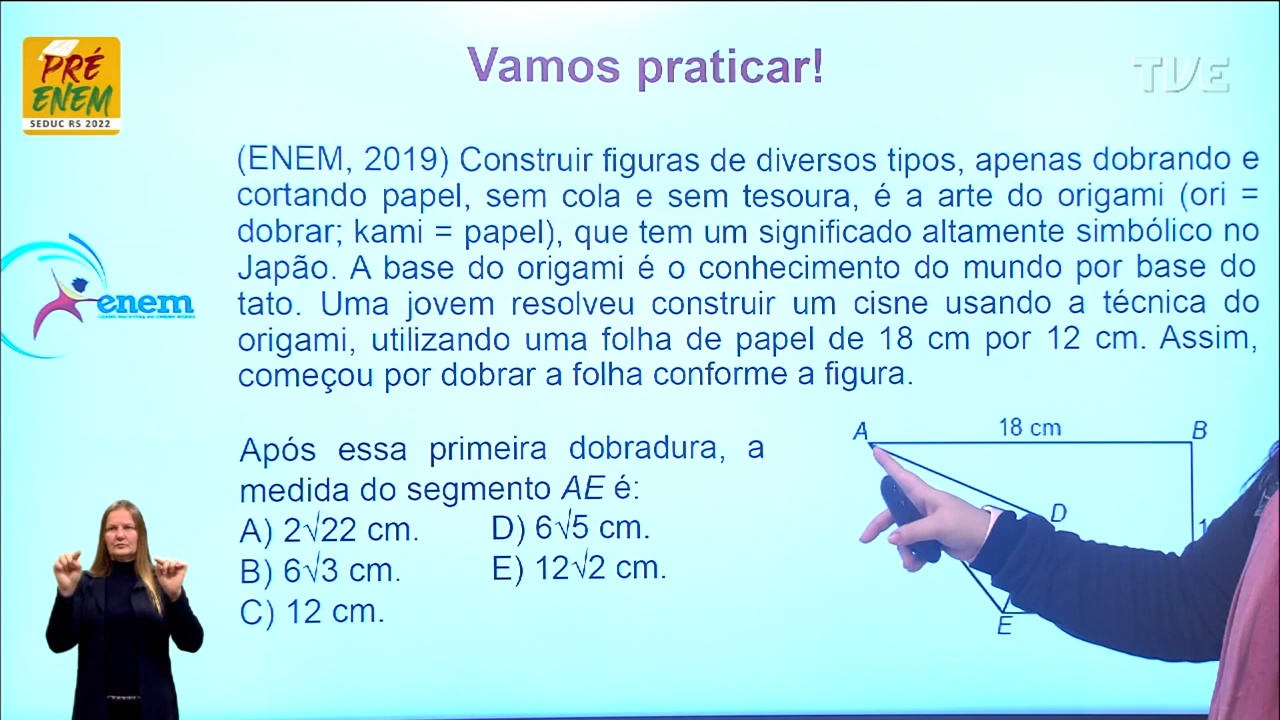 Vamos praticar!
TVE
PRÉ
ENEM
SEDUC RS 2022
(ENEM, 2019) Construir figuras de diversos tipos, apenas dobrando e
cortando papel, sem cola e sem tesoura, é a arte do origami (ori =
dobrar; kami = papel), que tem um significado altamente simbólico no
Japão. A base do origami é o conhecimento do mundo por base do
tato. Uma jovem resolveu construir um cisne usando a técnica do
origami, utilizando uma folha de papel de 18 cm por 12 cm. Assim,
começou por dobrar a folha conforme a figura.
enem
Após essa primeira dobradura, a
medida do segmento AE é:
A) 2√22 cm. D) 6√5 cm.
B) 6√3 cm. E) 12√2 cm.
C) 12 cm.
A 18 cm B
D
E